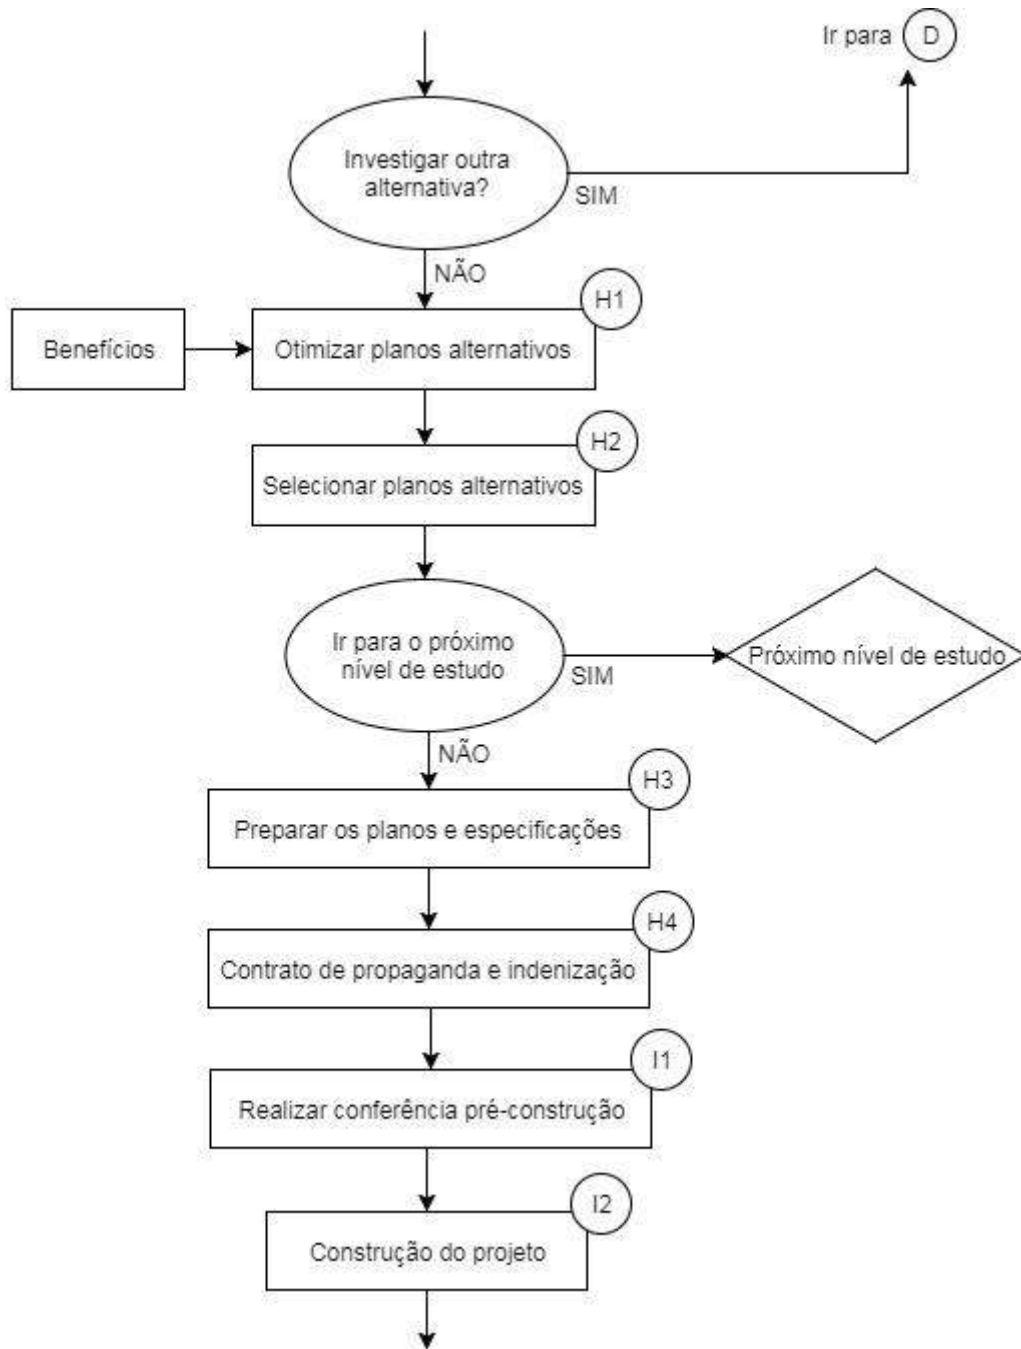 Ir para D
Investigar outra
alternativa?
SIM
NÃO
H1
Benefícios
Otimizar planos alternativos
H2
Selecionar planos alternativos
Ir para o próximo
nível de estudo
SIM
Próximo nível de estudo
NÃO
H3
Preparar os planos e especificações
H4
Contrato de propaganda e indenização
I1
Realizar conferência pré-construção
I2
Construção do projeto